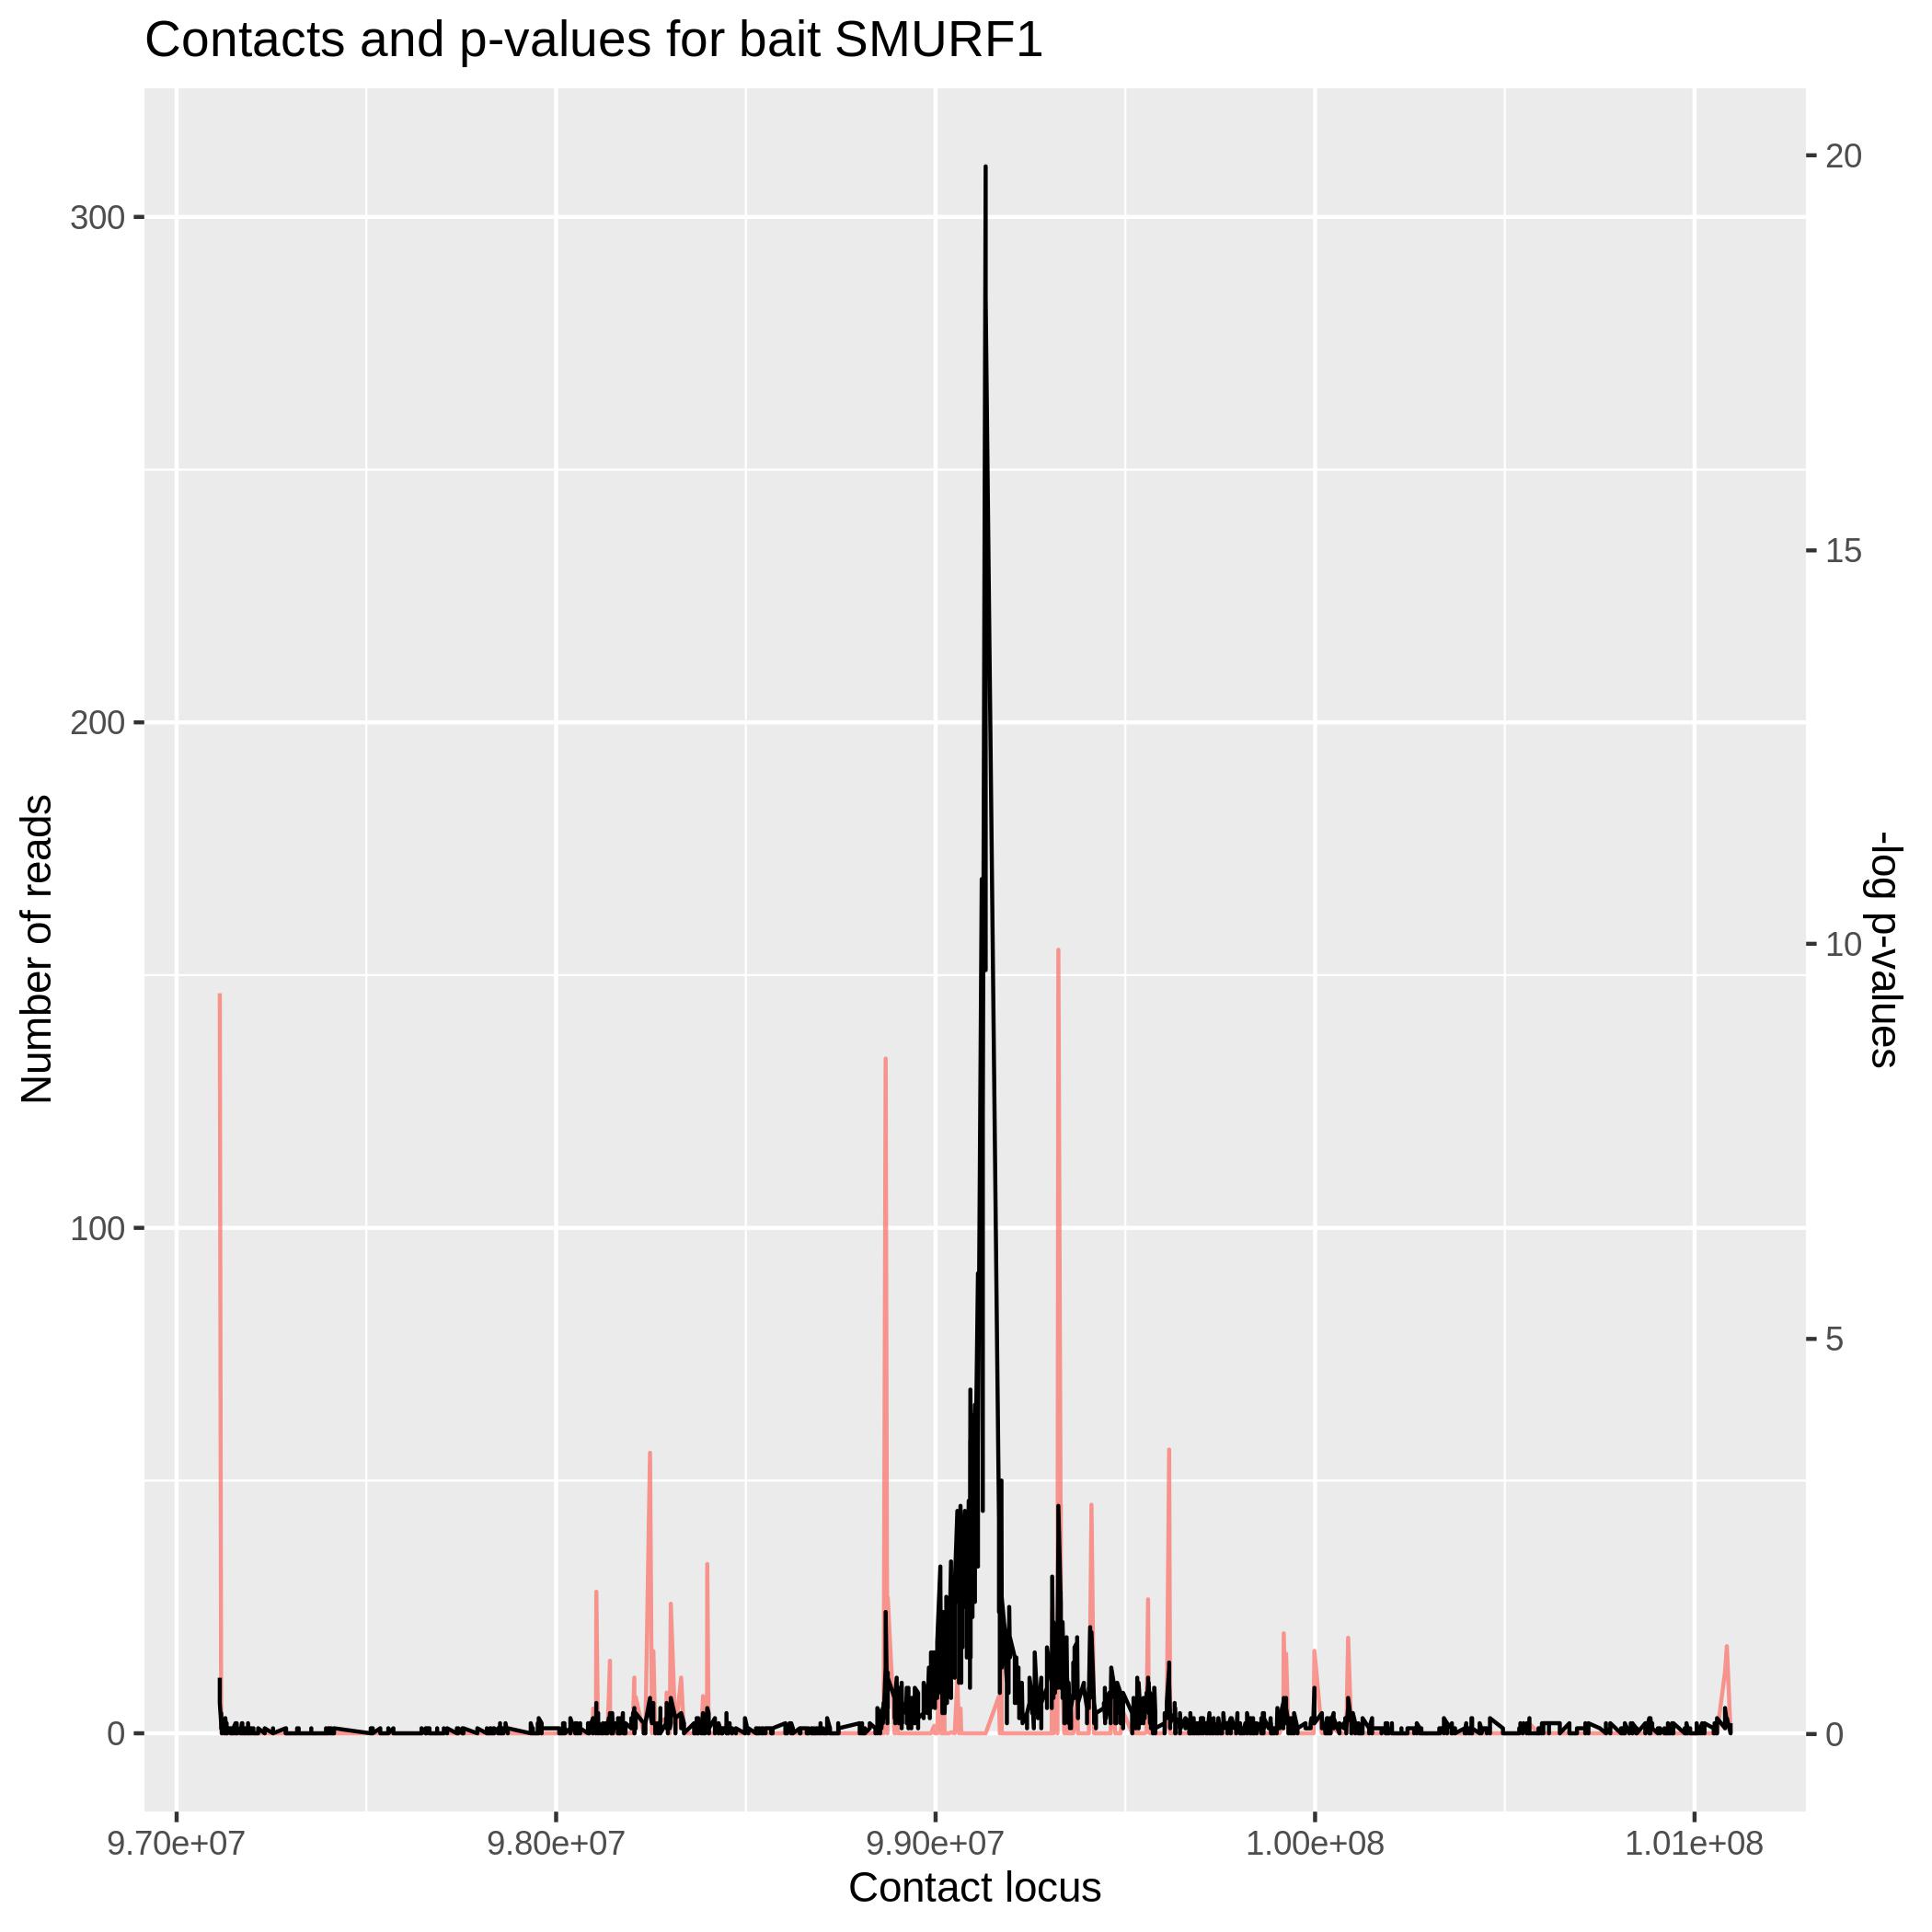 Contacts and p-values for bait SMURF1
Number of reads
300
200
100
0
20
15
10
5
0
-log p-values
9.70e+07
9.80e+07
9.90e+07
1.00e+08
1.01e+08
Contact locus